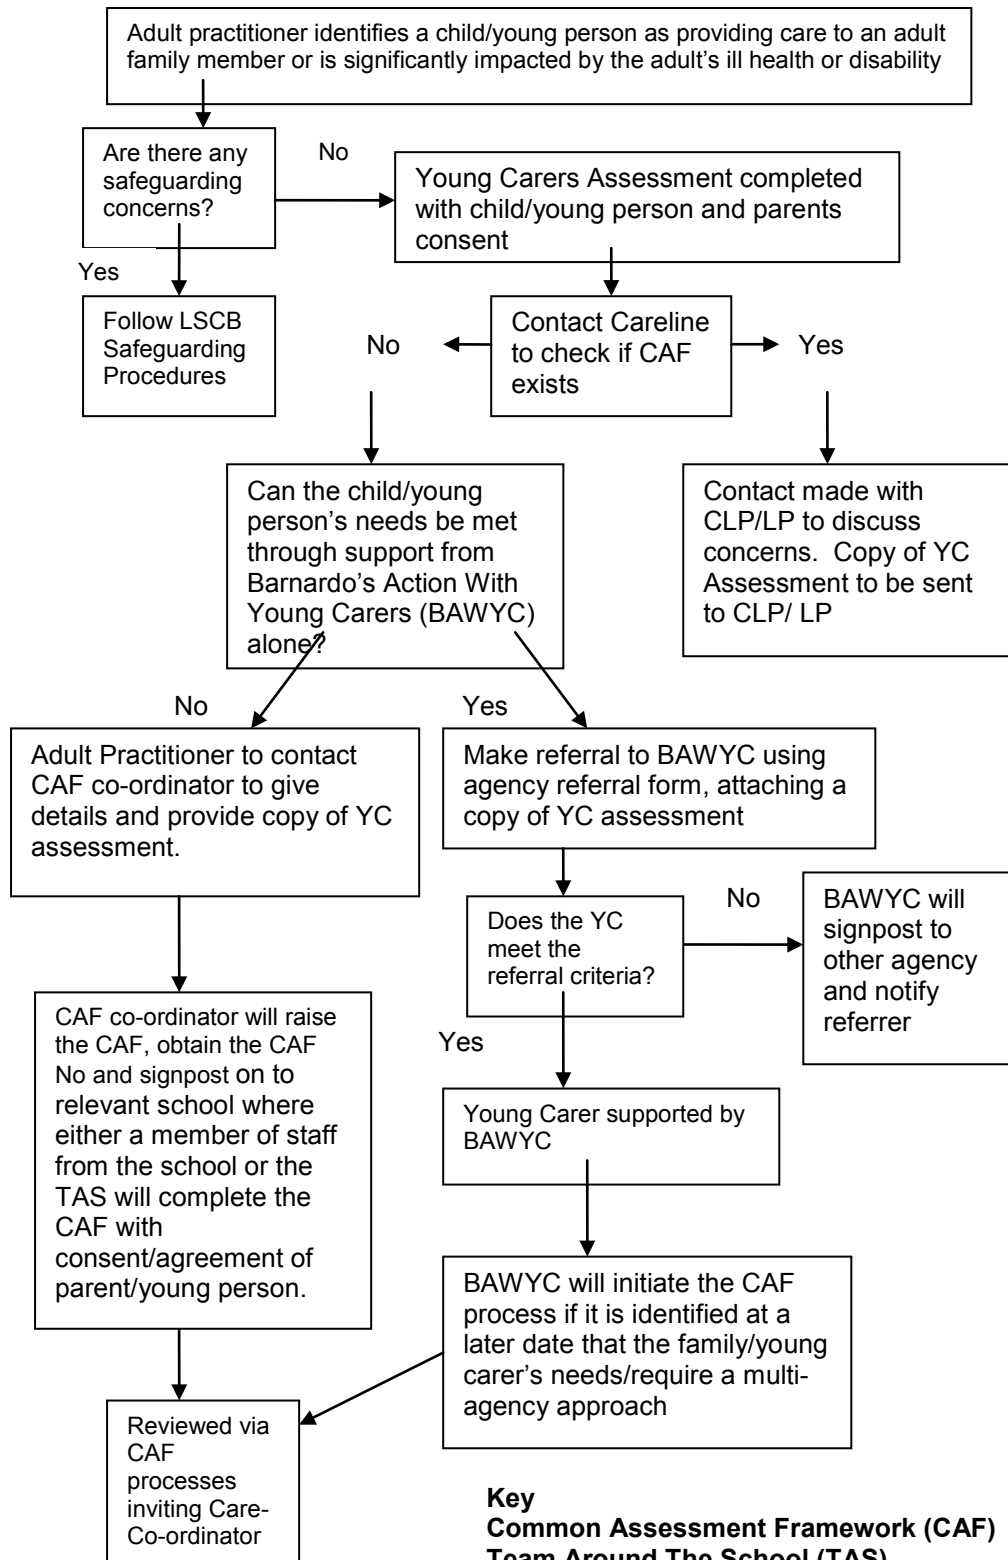 Adult practitioner identifies a child/young person as providing care to an adult
family member or is significantly impacted by the adult's ill health or disability
Are there any
safeguarding
concerns?
No
Young Carers Assessment completed
with child/young person and parents
consent
Yes
Follow LSCB
Safeguarding
Procedures
No
Contact Careline
to check if CAF
exists
Yes
Can the child/young
person's needs be met
through support from
Barnardo's Action With
Young Carers (BAWYC)
alone?
Contact made with
CLP/LP to discuss
concerns. Copy of YC
Assessment to be sent
to CLP/ LP
No
Yes
Adult Practitioner to contact
CAF co-ordinator to give
details and provide copy of YC
assessment.
Make referral to BAWYC using
agency referral form, attaching a
copy of YC assessment
Does the YC
meet the
referral criteria?
No
BAWYC will
signpost to
other agency
and notify
referrer
CAF co-ordinator will raise
the CAF, obtain the CAF
No and signpost on to
relevant school where
either a member of staff
from the school or the
TAS will complete the
CAF with
consent/agreement of
parent/young person.
Yes
Young Carer supported by
BAWYC
BAWYC will initiate the CAF
process if it is identified at a
later date that the family/young
carer's needs/require a multi-
agency approach
Reviewed via
CAF
processes
inviting Care-
Co-ordinator
Key
Common Assessment Framework (CAF)
Team Around The School (TAS)